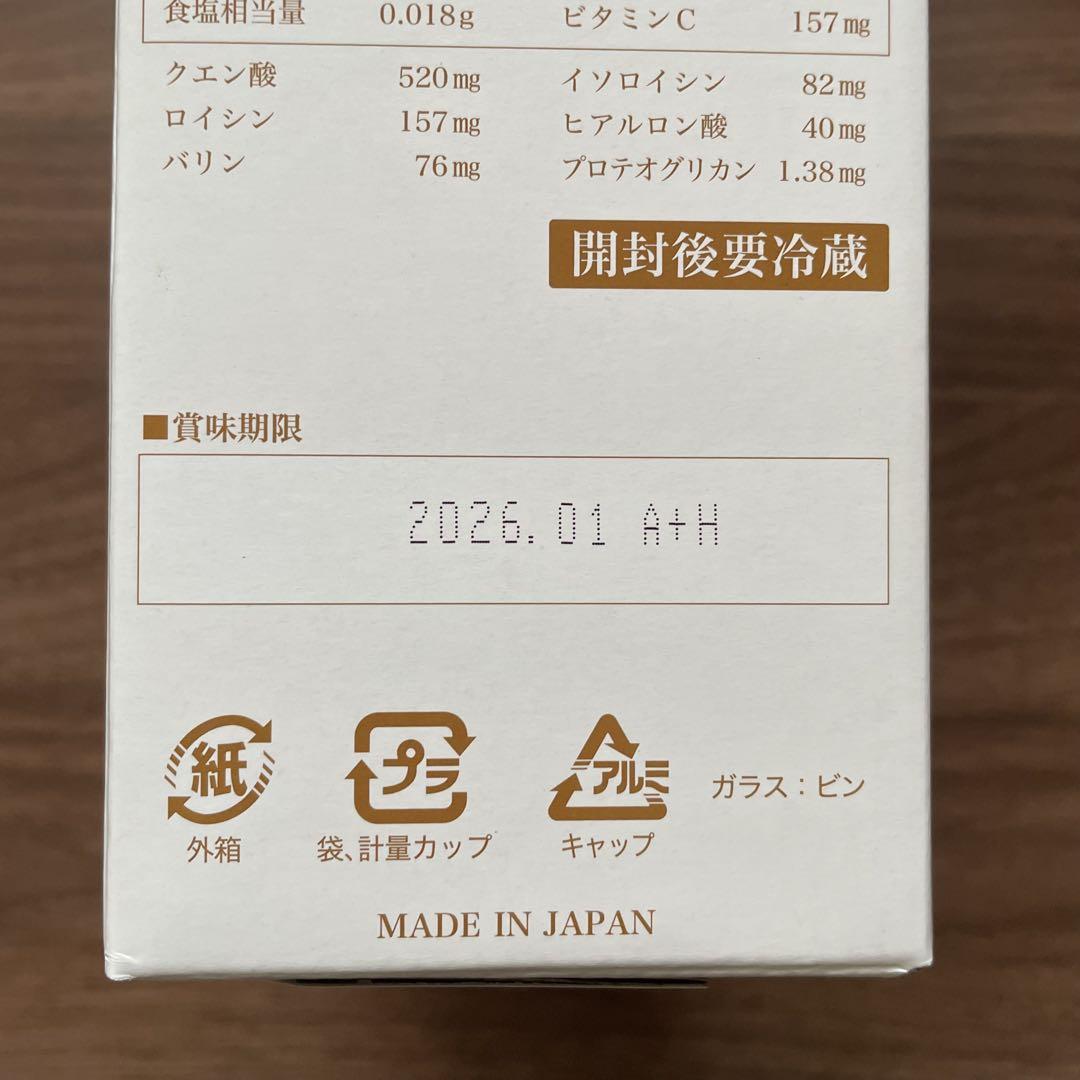 食塩相当量 0.018g ビタミンC 157mg
クエン酸 520mg イソロイシン 82mg
ロイシン 157mg ヒアルロン酸 40mg
バリン 76mg プロテオグリカン 1.38mg
開封後要冷蔵
■賞味期限
2026.01 A+H
紙 プラ アルミ ガラス：ビン
外箱 袋、計量カップ キャップ
MADE IN JAPAN